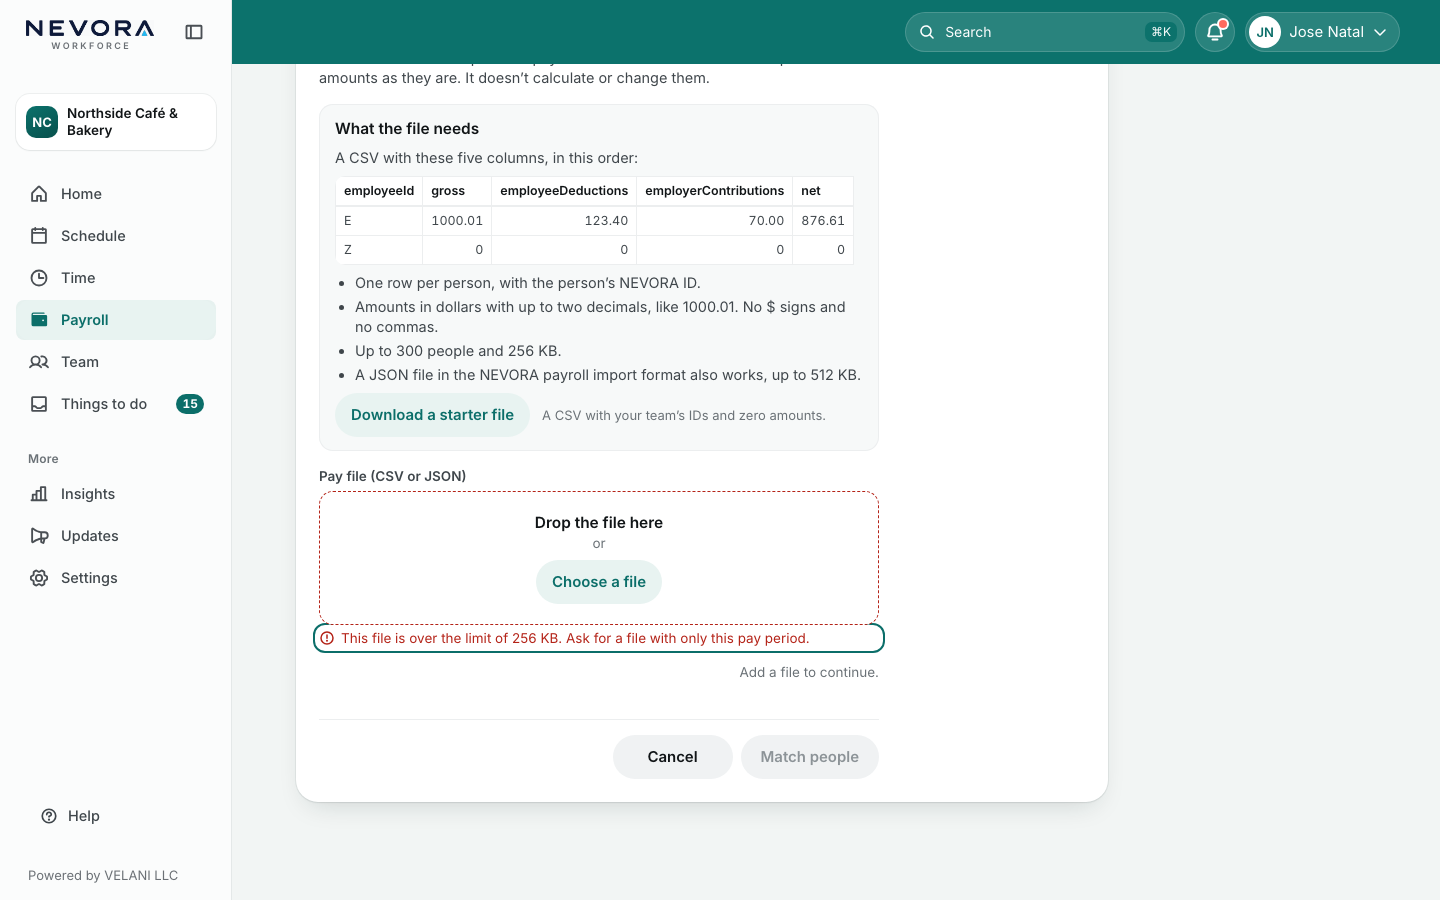 NEVORA
WORKFORCE
Search
⌘K
JN
Jose Natal
NC
Northside Café &
Bakery
Home
Schedule
Time
Payroll
Team
Things to do
15
More
Insights
Updates
Settings
Help
Powered by VELANI LLC
amounts as they are. It doesn’t calculate or change them.
What the file needs
A CSV with these five columns, in this order:
employeeId gross employeeDeductions employerContributions net
E 1000.01 123.40 70.00 876.61
Z 0 0 0 0
• One row per person, with the person’s NEVORA ID.
• Amounts in dollars with up to two decimals, like 1000.01. No $ signs and
no commas.
• Up to 300 people and 256 KB.
• A JSON file in the NEVORA payroll import format also works, up to 512 KB.
Download a starter file
A CSV with your team’s IDs and zero amounts.
Pay file (CSV or JSON)
Drop the file here
or
Choose a file
This file is over the limit of 256 KB. Ask for a file with only this pay period.
Add a file to continue.
Cancel
Match people